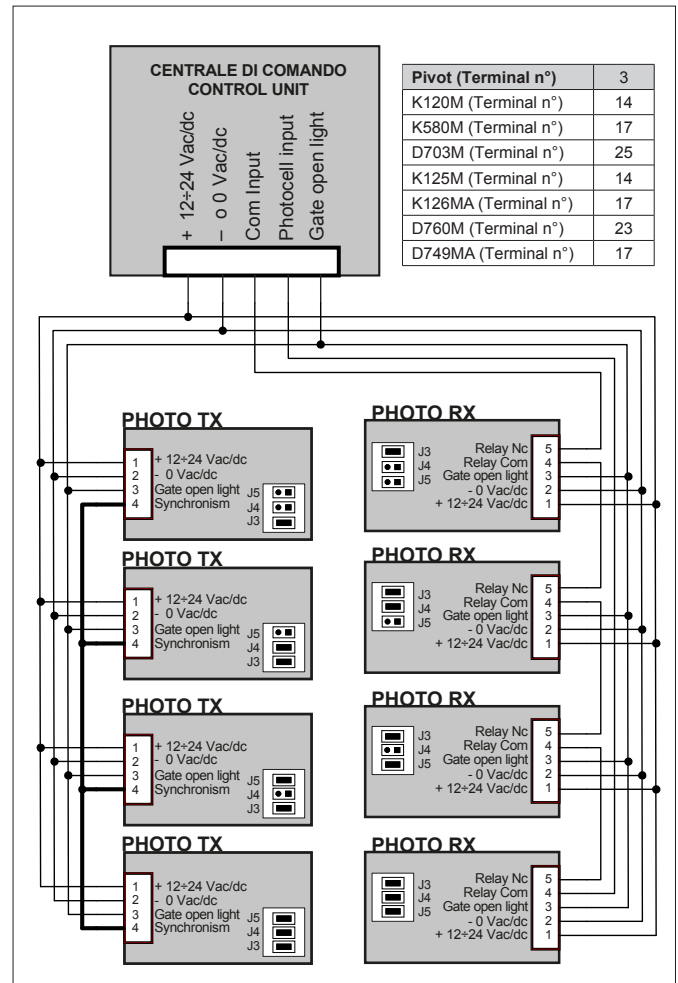 CENTRALE DI COMANDO
CONTROL UNIT
+ 12÷24 Vac/dc
– o 0 Vac/dc
Com Input
Photocell input
Gate open light
Pivot (Terminal n°) 3
K120M (Terminal n°) 14
K580M (Terminal n°) 17
D703M (Terminal n°) 25
K125M (Terminal n°) 14
K126MA (Terminal n°) 17
D760M (Terminal n°) 23
D749MA (Terminal n°) 17
PHOTO TX
1 + 12÷24 Vac/dc
2 - 0 Vac/dc
3 Gate open light J5
4 Synchronism J4
J3
PHOTO RX
J3 Relay Nc 5
J4 Relay Com 4
J5 Gate open light 3
- 0 Vac/dc 2
+ 12÷24 Vac/dc 1
PHOTO TX
1 + 12÷24 Vac/dc
2 - 0 Vac/dc
3 Gate open light J5
4 Synchronism J4
J3
PHOTO RX
J3 Relay Nc 5
J4 Relay Com 4
J5 Gate open light 3
- 0 Vac/dc 2
+ 12÷24 Vac/dc 1
PHOTO TX
1 + 12÷24 Vac/dc
2 - 0 Vac/dc
3 Gate open light J5
4 Synchronism J4
J3
PHOTO RX
J3 Relay Nc 5
J4 Relay Com 4
J5 Gate open light 3
- 0 Vac/dc 2
+ 12÷24 Vac/dc 1
PHOTO TX
1 + 12÷24 Vac/dc
2 - 0 Vac/dc
3 Gate open light J5
4 Synchronism J4
J3
PHOTO RX
J3 Relay Nc 5
J4 Relay Com 4
J5 Gate open light 3
- 0 Vac/dc 2
+ 12÷24 Vac/dc 1